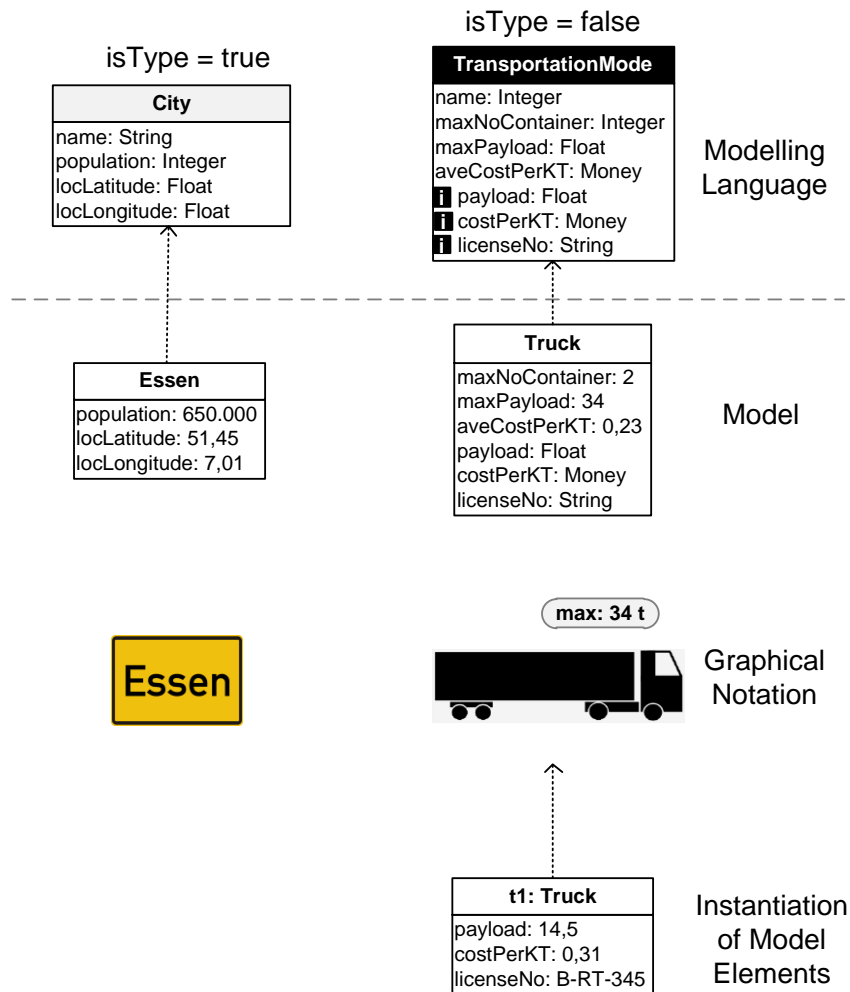 isType = true
isType = false
City
name: String
population: Integer
locLatitude: Float
locLongitude: Float
TransportationMode
name: Integer
maxNoContainer: Integer
maxPayload: Float
aveCostPerKT: Money
i payload: Float
i costPerKT: Money
i licenseNo: String
Modelling
Language
Essen
population: 650.000
locLatitude: 51,45
locLongitude: 7,01
Truck
maxNoContainer: 2
maxPayload: 34
aveCostPerKT: 0,23
payload: Float
costPerKT: Money
licenseNo: String
Model
Essen
max: 34 t
Graphical
Notation
t1: Truck
payload: 14,5
costPerKT: 0,31
licenseNo: B-RT-345
Instantiation
of Model
Elements